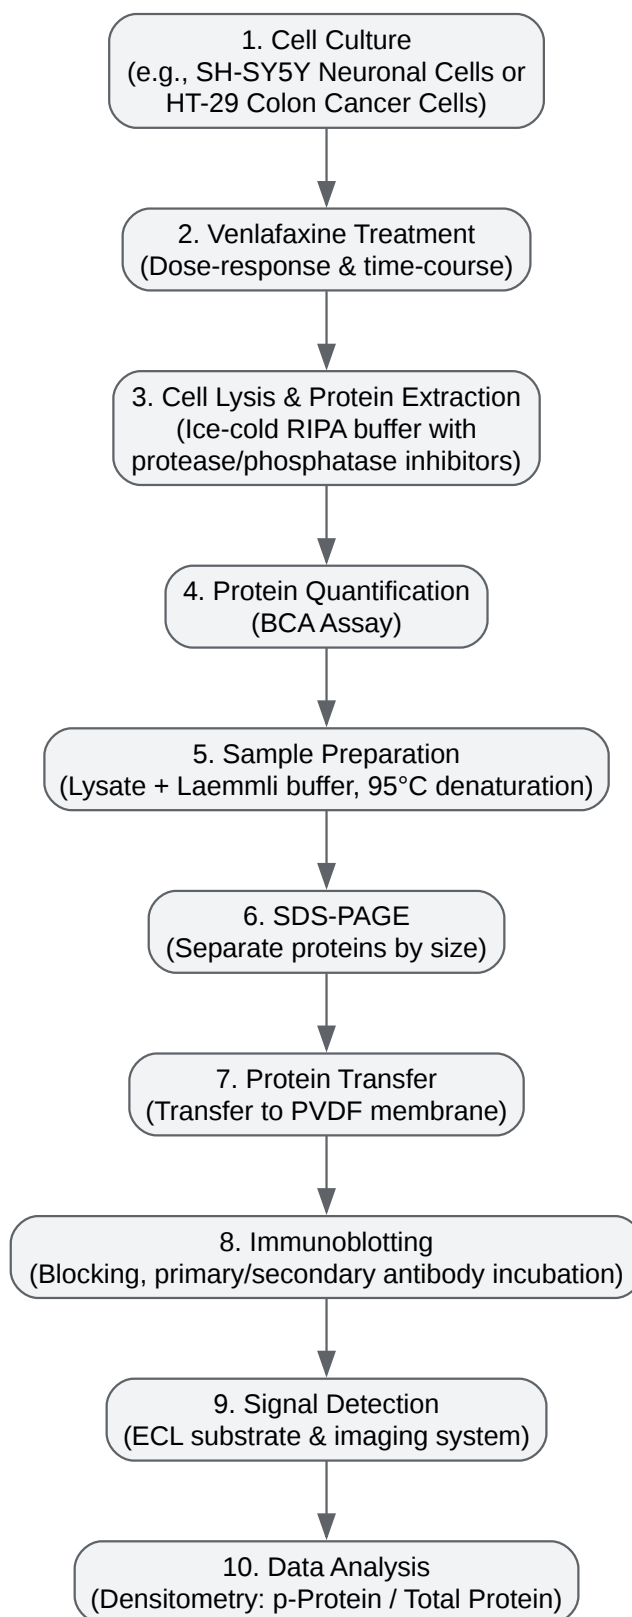 1. Cell Culture
(e.g., SH-SY5Y Neuronal Cells or
HT-29 Colon Cancer Cells)
2. Venlafaxine Treatment
(Dose-response & time-course)
3. Cell Lysis & Protein Extraction
(Ice-cold RIPA buffer with
protease/phosphatase inhibitors)
4. Protein Quantification
(BCA Assay)
5. Sample Preparation
(Lysate + Laemmli buffer, 95°C denaturation)
6. SDS-PAGE
(Separate proteins by size)
7. Protein Transfer
(Transfer to PVDF membrane)
8. Immunoblotting
(Blocking, primary/secondary antibody incubation)
9. Signal Detection
(ECL substrate & imaging system)
10. Data Analysis
(Densitometry: p-Protein / Total Protein)